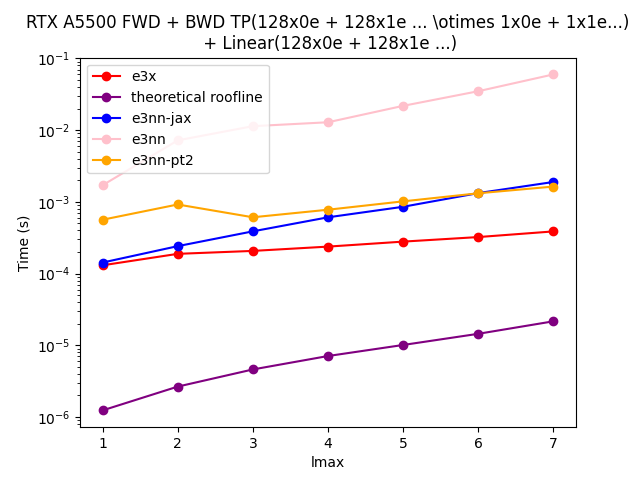 RTX A5500 FWD + BWD TP(128x0e + 128x1e ... \otimes 1x0e + 1x1e...)
+ Linear(128x0e + 128x1e ...)
e3x
theoretical roofline
e3nn-jax
e3nn
e3nn-pt2
Time (s)
10⁻¹
10⁻²
10⁻³
10⁻⁴
10⁻⁵
10⁻⁶
1 2 3 4 5 6 7
lmax